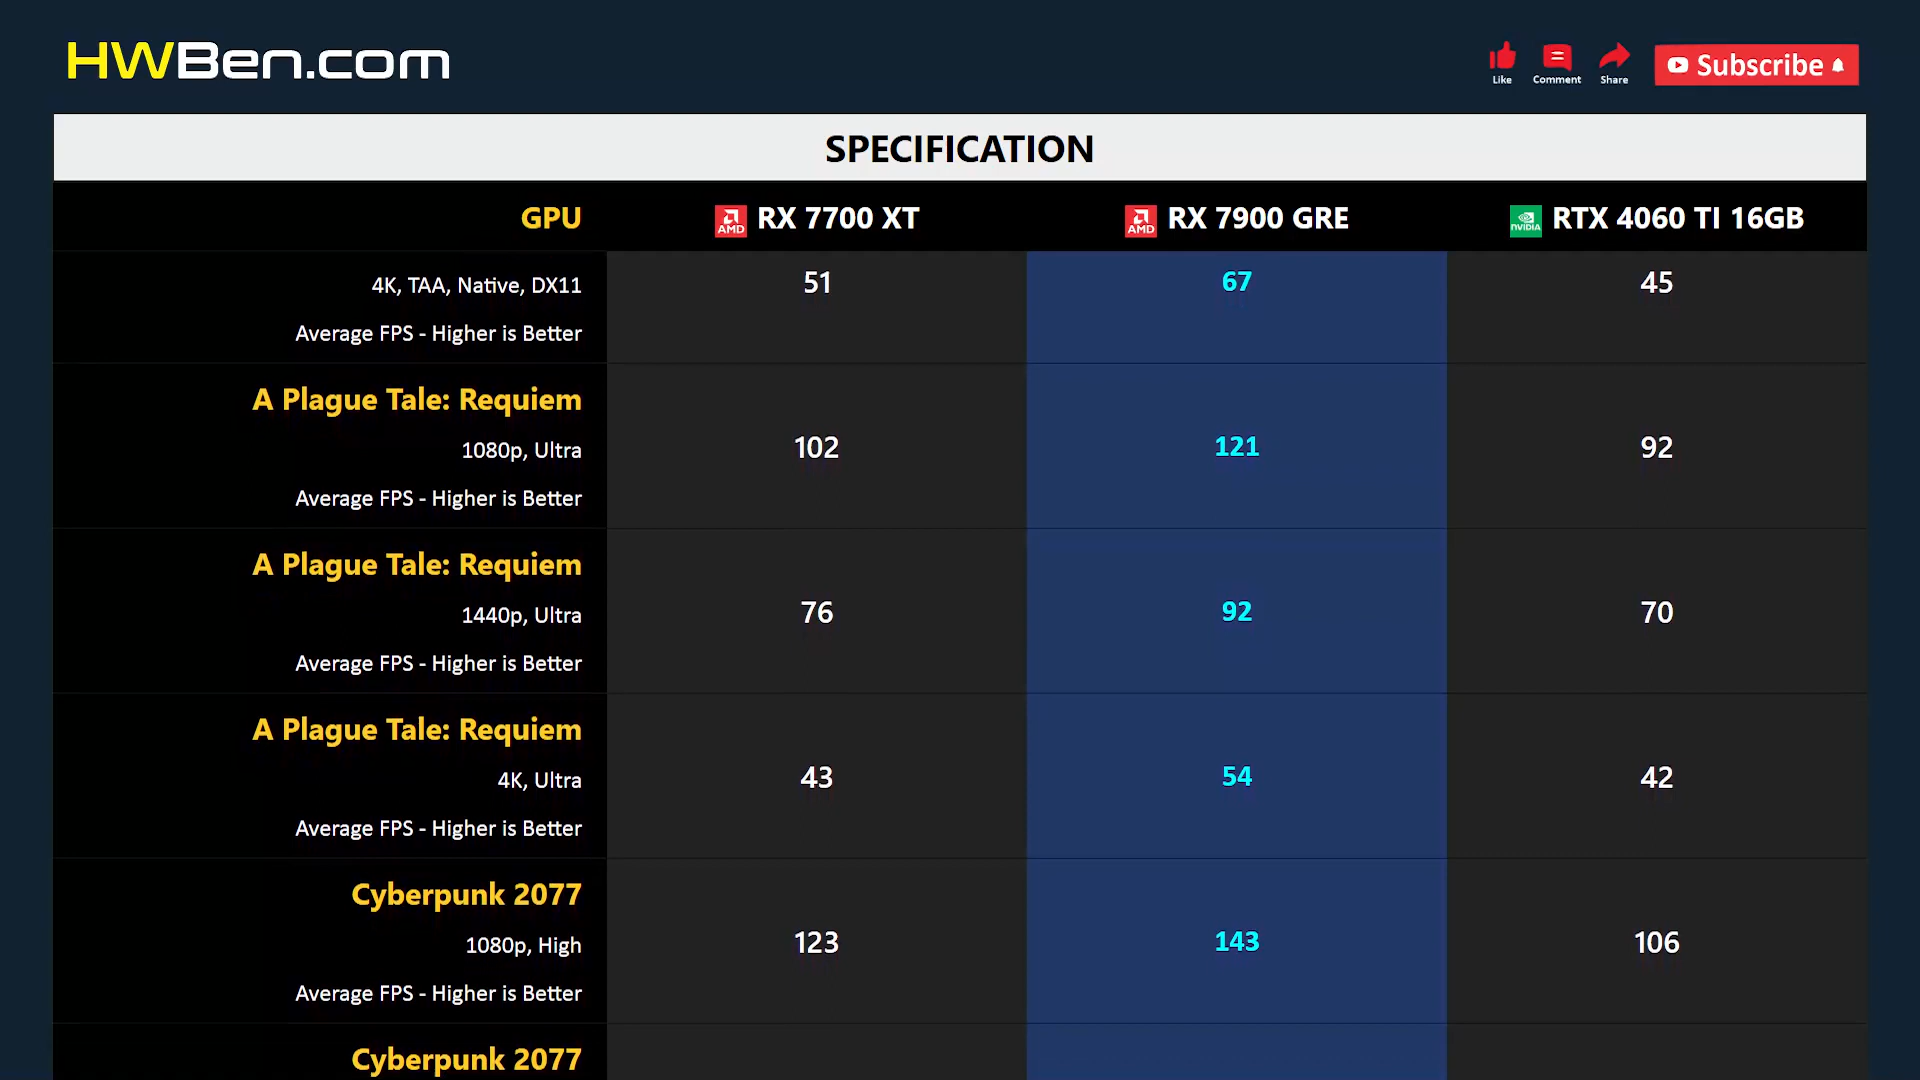 HWBen.com
Like
Comment
Share
Subscribe
SPECIFICATION
GPU
AMD RX 7700 XT
AMD RX 7900 GRE
NVIDIA RTX 4060 TI 16GB
4K, TAA, Native, DX11
Average FPS - Higher is Better
51
67
45
A Plague Tale: Requiem
1080p, Ultra
Average FPS - Higher is Better
102
121
92
A Plague Tale: Requiem
1440p, Ultra
Average FPS - Higher is Better
76
92
70
A Plague Tale: Requiem
4K, Ultra
Average FPS - Higher is Better
43
54
42
Cyberpunk 2077
1080p, High
Average FPS - Higher is Better
123
143
106
Cyberpunk 2077